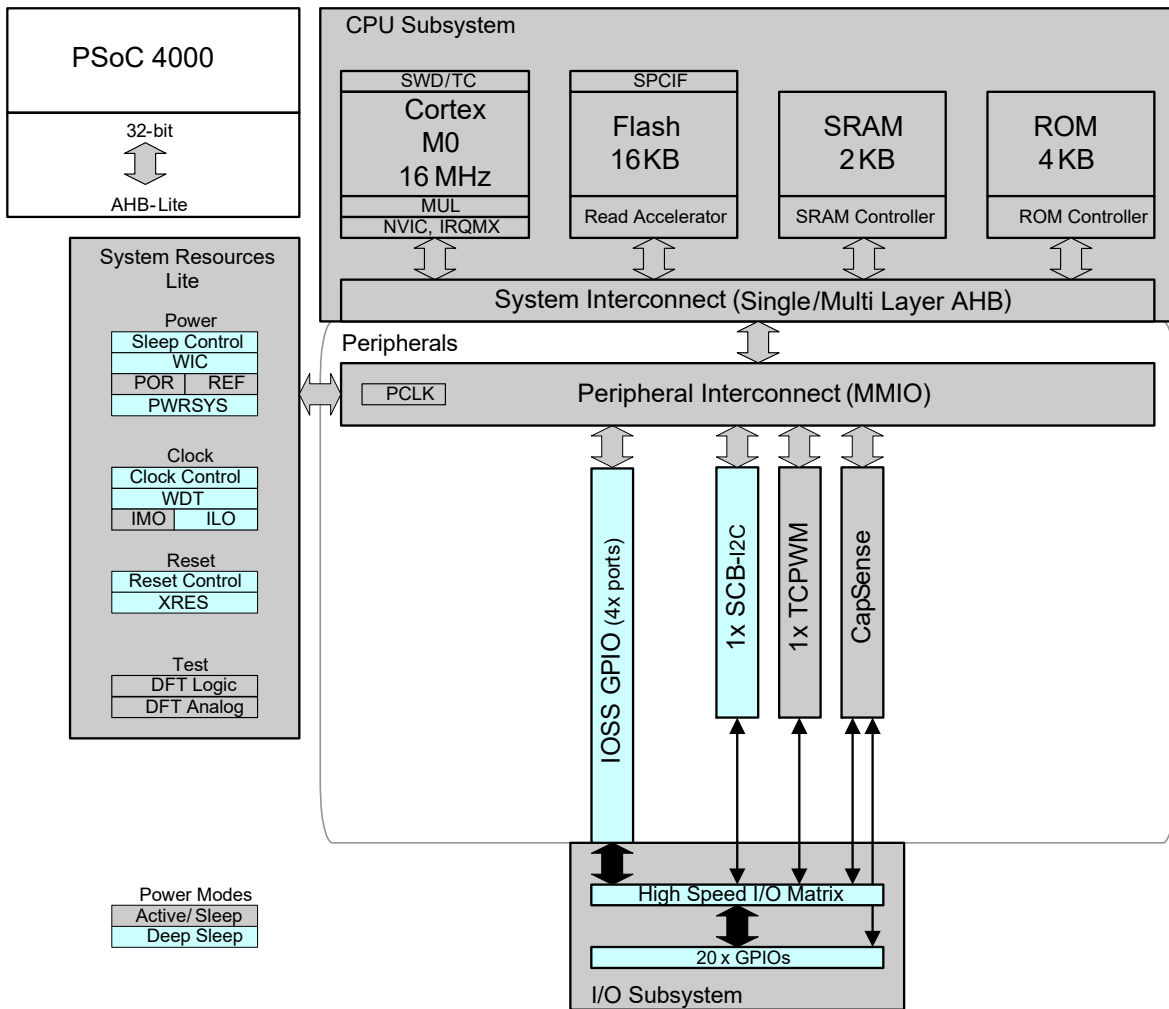 PSoC 4000
32-bit
AHB-Lite
CPU Subsystem
SWD/TC
Cortex
M0
16 MHz
MUL
NVIC, IRQMX
SPCIF
Flash
16 KB
Read Accelerator
SRAM
2 KB
SRAM Controller
ROM
4 KB
ROM Controller
System Interconnect (Single/Multi Layer AHB)
System Resources
Lite
Power
Sleep Control
WIC
POR REF
PWRSYS
Clock
Clock Control
WDT
IMO ILO
Reset
Reset Control
XRES
Test
DFT Logic
DFT Analog
Peripherals
PCLK
Peripheral Interconnect (MMIO)
IOSS GPIO (4x ports)
1x SCB-I2C
1x TCPWM
CapSense
Power Modes
Active/ Sleep
Deep Sleep
High Speed I/O Matrix
20 x GPIOs
I/O Subsystem